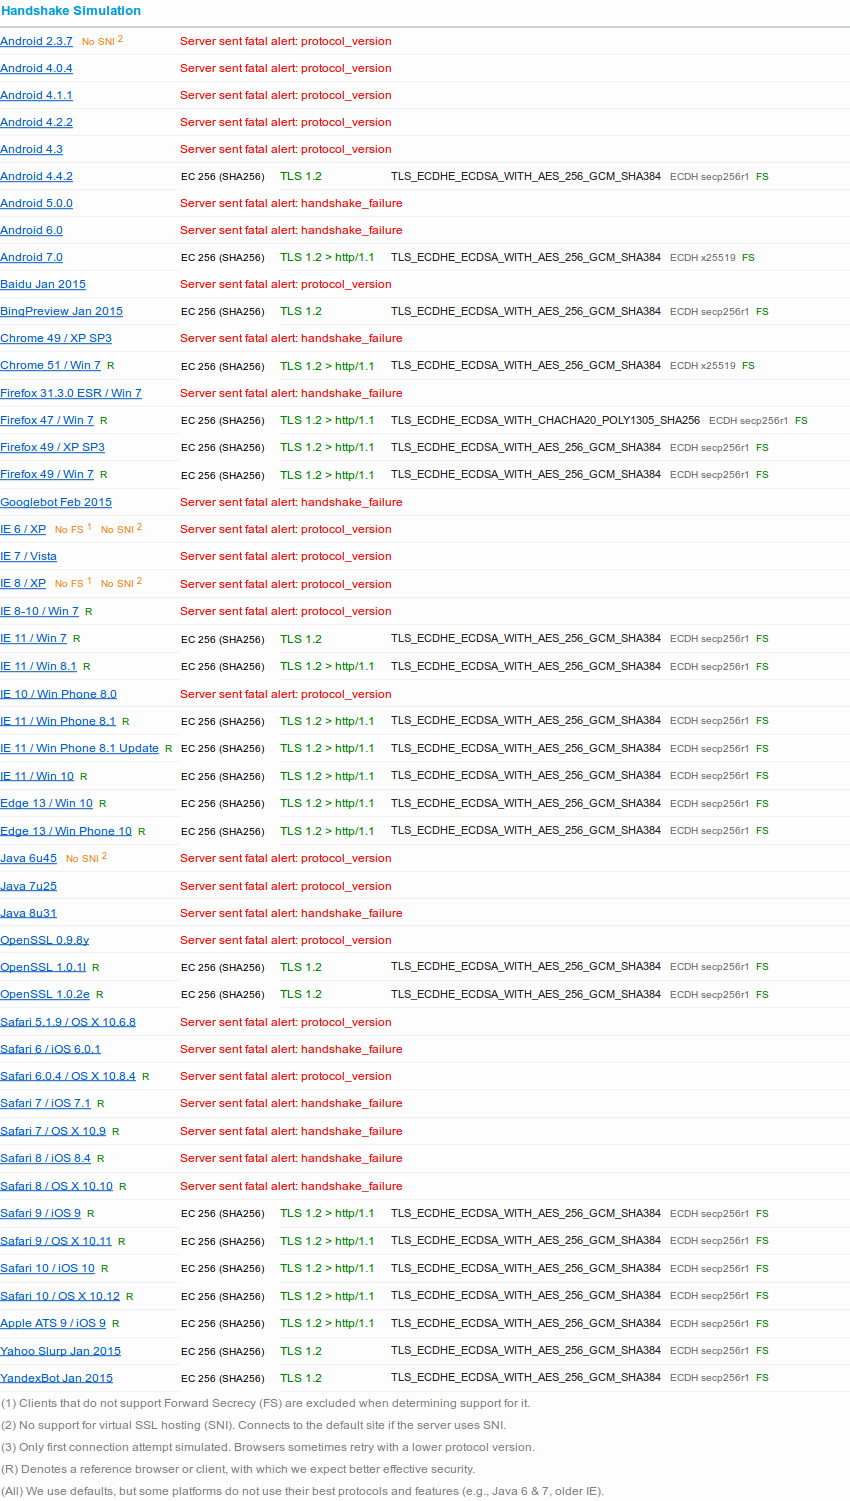 Handshake Simulation
Android 2.3.7 No SNI 2 Server sent fatal alert: protocol_version
Android 4.0.4 Server sent fatal alert: protocol_version
Android 4.1.1 Server sent fatal alert: protocol_version
Android 4.2.2 Server sent fatal alert: protocol_version
Android 4.3 Server sent fatal alert: protocol_version
Android 4.4.2 EC 256 (SHA256) TLS 1.2 TLS_ECDHE_ECDSA_WITH_AES_256_GCM_SHA384 ECDH secp256r1 FS
Android 5.0.0 Server sent fatal alert: handshake_failure
Android 6.0 Server sent fatal alert: handshake_failure
Android 7.0 EC 256 (SHA256) TLS 1.2 > http/1.1 TLS_ECDHE_ECDSA_WITH_AES_256_GCM_SHA384 ECDH x25519 FS
Baidu Jan 2015 Server sent fatal alert: protocol_version
BingPreview Jan 2015 EC 256 (SHA256) TLS 1.2 TLS_ECDHE_ECDSA_WITH_AES_256_GCM_SHA384 ECDH secp256r1 FS
Chrome 49 / XP SP3 Server sent fatal alert: handshake_failure
Chrome 51 / Win 7 R EC 256 (SHA256) TLS 1.2 > http/1.1 TLS_ECDHE_ECDSA_WITH_AES_256_GCM_SHA384 ECDH x25519 FS
Firefox 31.3.0 ESR / Win 7 Server sent fatal alert: handshake_failure
Firefox 47 / Win 7 R EC 256 (SHA256) TLS 1.2 > http/1.1 TLS_ECDHE_ECDSA_WITH_CHACHA20_POLY1305_SHA256 ECDH secp256r1 FS
Firefox 49 / XP SP3 EC 256 (SHA256) TLS 1.2 > http/1.1 TLS_ECDHE_ECDSA_WITH_AES_256_GCM_SHA384 ECDH secp256r1 FS
Firefox 49 / Win 7 R EC 256 (SHA256) TLS 1.2 > http/1.1 TLS_ECDHE_ECDSA_WITH_AES_256_GCM_SHA384 ECDH secp256r1 FS
Googlebot Feb 2015 Server sent fatal alert: handshake_failure
IE 6 / XP No FS 1 No SNI 2 Server sent fatal alert: protocol_version
IE 7 / Vista Server sent fatal alert: protocol_version
IE 8 / XP No FS 1 No SNI 2 Server sent fatal alert: protocol_version
IE 8-10 / Win 7 R Server sent fatal alert: protocol_version
IE 11 / Win 7 R EC 256 (SHA256) TLS 1.2 TLS_ECDHE_ECDSA_WITH_AES_256_GCM_SHA384 ECDH secp256r1 FS
IE 11 / Win 8.1 R EC 256 (SHA256) TLS 1.2 > http/1.1 TLS_ECDHE_ECDSA_WITH_AES_256_GCM_SHA384 ECDH secp256r1 FS
IE 10 / Win Phone 8.0 Server sent fatal alert: protocol_version
IE 11 / Win Phone 8.1 R EC 256 (SHA256) TLS 1.2 > http/1.1 TLS_ECDHE_ECDSA_WITH_AES_256_GCM_SHA384 ECDH secp256r1 FS
IE 11 / Win Phone 8.1 Update R EC 256 (SHA256) TLS 1.2 > http/1.1 TLS_ECDHE_ECDSA_WITH_AES_256_GCM_SHA384 ECDH secp256r1 FS
IE 11 / Win 10 R EC 256 (SHA256) TLS 1.2 > http/1.1 TLS_ECDHE_ECDSA_WITH_AES_256_GCM_SHA384 ECDH secp256r1 FS
Edge 13 / Win 10 R EC 256 (SHA256) TLS 1.2 > http/1.1 TLS_ECDHE_ECDSA_WITH_AES_256_GCM_SHA384 ECDH secp256r1 FS
Edge 13 / Win Phone 10 R EC 256 (SHA256) TLS 1.2 > http/1.1 TLS_ECDHE_ECDSA_WITH_AES_256_GCM_SHA384 ECDH secp256r1 FS
Java 6u45 No SNI 2 Server sent fatal alert: protocol_version
Java 7u25 Server sent fatal alert: protocol_version
Java 8u31 Server sent fatal alert: handshake_failure
OpenSSL 0.9.8y Server sent fatal alert: protocol_version
OpenSSL 1.0.1l R EC 256 (SHA256) TLS 1.2 TLS_ECDHE_ECDSA_WITH_AES_256_GCM_SHA384 ECDH secp256r1 FS
OpenSSL 1.0.2e R EC 256 (SHA256) TLS 1.2 TLS_ECDHE_ECDSA_WITH_AES_256_GCM_SHA384 ECDH secp256r1 FS
Safari 5.1.9 / OS X 10.6.8 Server sent fatal alert: protocol_version
Safari 6 / iOS 6.0.1 Server sent fatal alert: handshake_failure
Safari 6.0.4 / OS X 10.8.4 R Server sent fatal alert: protocol_version
Safari 7 / iOS 7.1 R Server sent fatal alert: handshake_failure
Safari 7 / OS X 10.9 R Server sent fatal alert: handshake_failure
Safari 8 / iOS 8.4 R Server sent fatal alert: handshake_failure
Safari 8 / OS X 10.10 R Server sent fatal alert: handshake_failure
Safari 9 / iOS 9 R EC 256 (SHA256) TLS 1.2 > http/1.1 TLS_ECDHE_ECDSA_WITH_AES_256_GCM_SHA384 ECDH secp256r1 FS
Safari 9 / OS X 10.11 R EC 256 (SHA256) TLS 1.2 > http/1.1 TLS_ECDHE_ECDSA_WITH_AES_256_GCM_SHA384 ECDH secp256r1 FS
Safari 10 / iOS 10 R EC 256 (SHA256) TLS 1.2 > http/1.1 TLS_ECDHE_ECDSA_WITH_AES_256_GCM_SHA384 ECDH secp256r1 FS
Safari 10 / OS X 10.12 R EC 256 (SHA256) TLS 1.2 > http/1.1 TLS_ECDHE_ECDSA_WITH_AES_256_GCM_SHA384 ECDH secp256r1 FS
Apple ATS 9 / iOS 9 R EC 256 (SHA256) TLS 1.2 > http/1.1 TLS_ECDHE_ECDSA_WITH_AES_256_GCM_SHA384 ECDH secp256r1 FS
Yahoo Slurp Jan 2015 EC 256 (SHA256) TLS 1.2 TLS_ECDHE_ECDSA_WITH_AES_256_GCM_SHA384 ECDH secp256r1 FS
YandexBot Jan 2015 EC 256 (SHA256) TLS 1.2 TLS_ECDHE_ECDSA_WITH_AES_256_GCM_SHA384 ECDH secp256r1 FS
(1) Clients that do not support Forward Secrecy (FS) are excluded when determining support for it.
(2) No support for virtual SSL hosting (SNI). Connects to the default site if the server uses SNI.
(3) Only first connection attempt simulated. Browsers sometimes retry with a lower protocol version.
(R) Denotes a reference browser or client, with which we expect better effective security.
(All) We use defaults, but some platforms do not use their best protocols and features (e.g., Java 6 & 7, older IE).